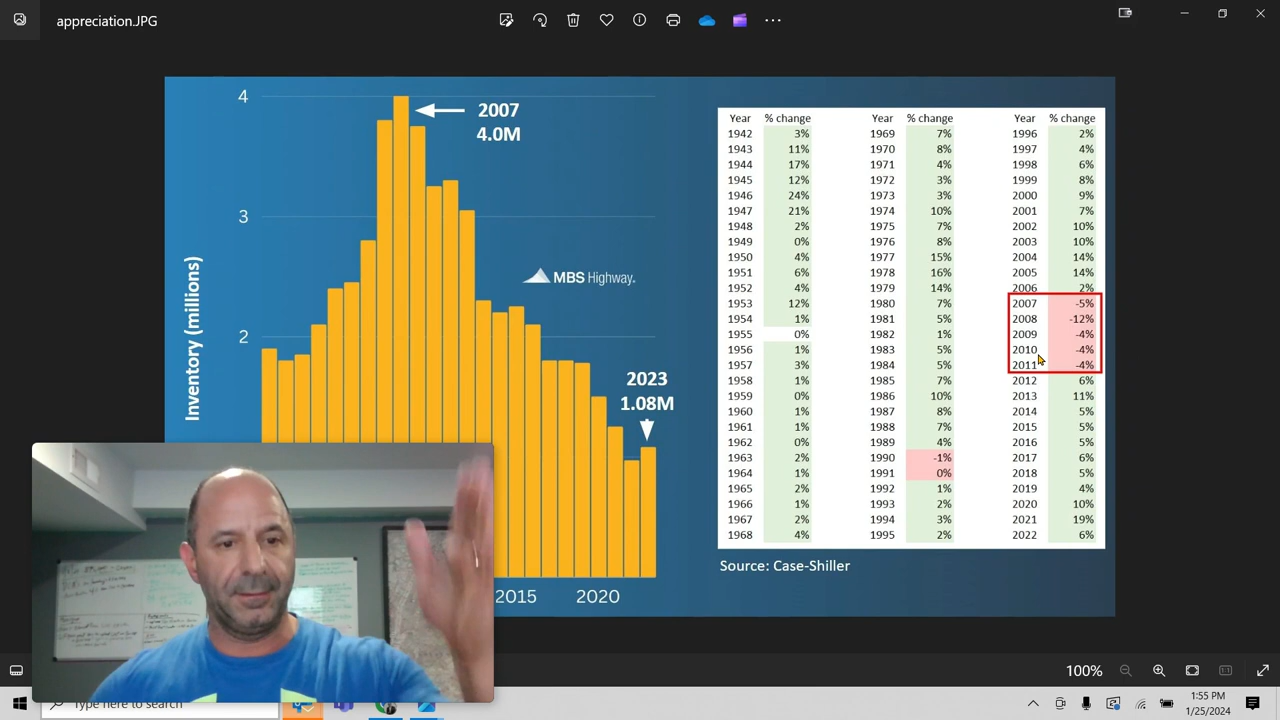 appreciation.JPG
4
3
2
Inventory (millions)
2007
4.0M
MBS Highway.
2023
1.08M
2015 2020
Year % change Year % change Year % change
1942 3% 1969 7% 1996 2%
1943 11% 1970 8% 1997 4%
1944 17% 1971 4% 1998 6%
1945 12% 1972 3% 1999 8%
1946 24% 1973 3% 2000 9%
1947 21% 1974 10% 2001 7%
1948 2% 1975 7% 2002 10%
1949 0% 1976 8% 2003 10%
1950 4% 1977 15% 2004 14%
1951 6% 1978 16% 2005 14%
1952 4% 1979 14% 2006 2%
1953 12% 1980 7% 2007 -5%
1954 1% 1981 5% 2008 -12%
1955 0% 1982 1% 2009 -4%
1956 1% 1983 5% 2010 -4%
1957 3% 1984 5% 2011 -4%
1958 1% 1985 7% 2012 6%
1959 0% 1986 10% 2013 11%
1960 1% 1987 8% 2014 5%
1961 1% 1988 7% 2015 5%
1962 0% 1989 4% 2016 5%
1963 2% 1990 -1% 2017 6%
1964 1% 1991 0% 2018 5%
1965 2% 1992 1% 2019 4%
1966 1% 1993 2% 2020 10%
1967 2% 1994 3% 2021 19%
1968 4% 1995 2% 2022 6%
Source: Case-Shiller
100%
Type here to search
1:55 PM
1/25/2024